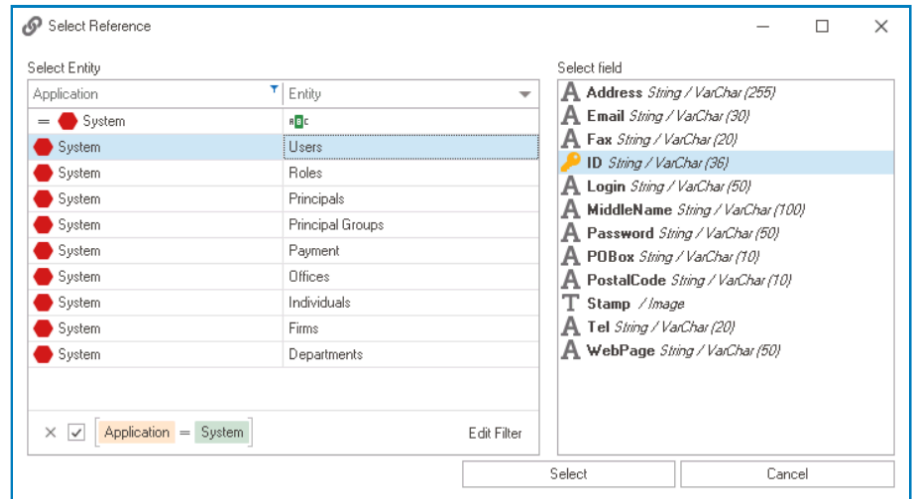 Select Reference
Select Entity
Application Entity
= System ABC
System Users
System Roles
System Principals
System Principal Groups
System Payment
System Offices
System Individuals
System Firms
System Departments
Application = System
Edit Filter
Select field
Address String / VarChar (255)
Email String / VarChar (30)
Fax String / VarChar (20)
ID String / VarChar (36)
Login String / VarChar (50)
MiddleName String / VarChar (100)
Password String / VarChar (50)
POBox String / VarChar (10)
PostalCode String / VarChar (10)
Stamp / Image
Tel String / VarChar (20)
WebPage String / VarChar (50)
Select Cancel